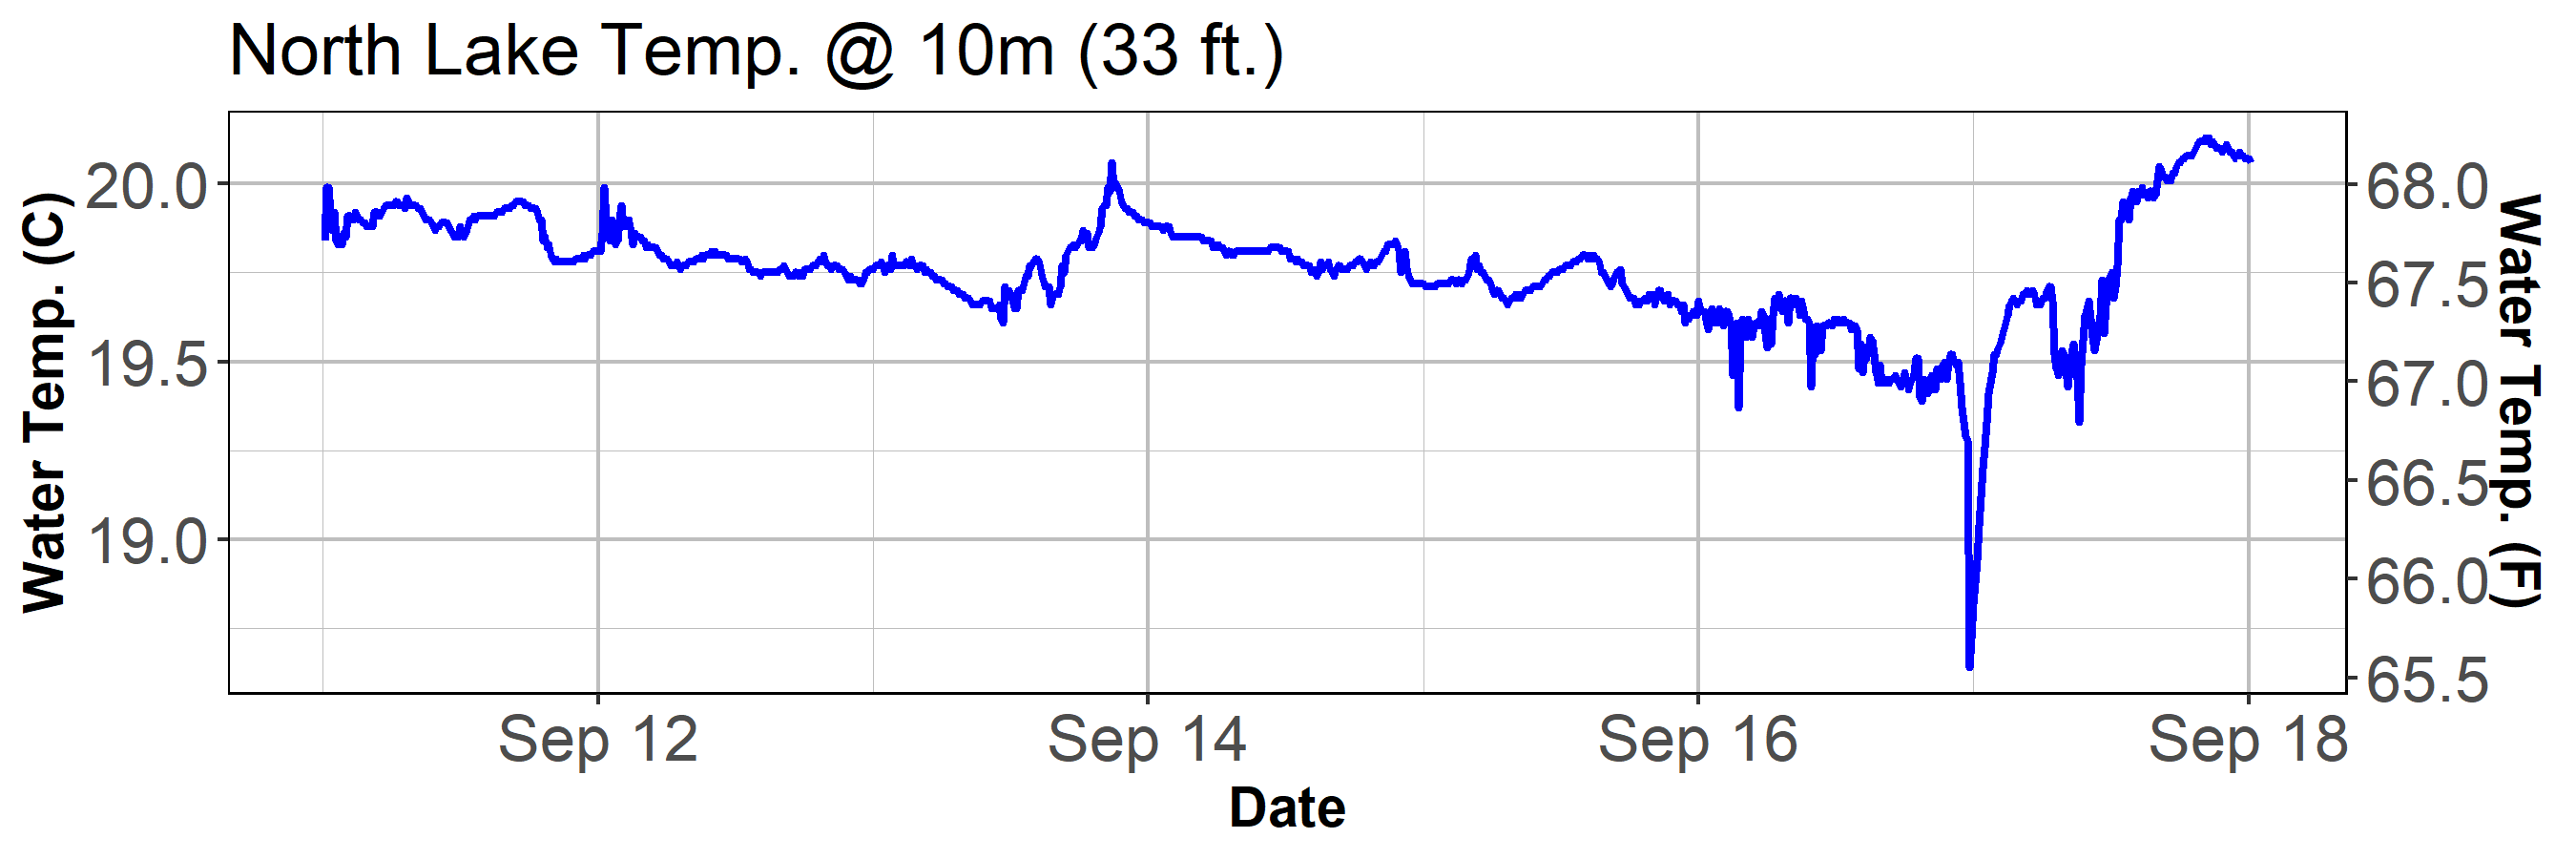 North Lake Temp. @ 10m (33 ft.)
Water Temp. (C)
20.0
19.5
19.0
68.0
67.5
67.0
66.5
66.0
65.5
Water Temp. (F)
Sep 12
Sep 14
Sep 16
Sep 18
Date